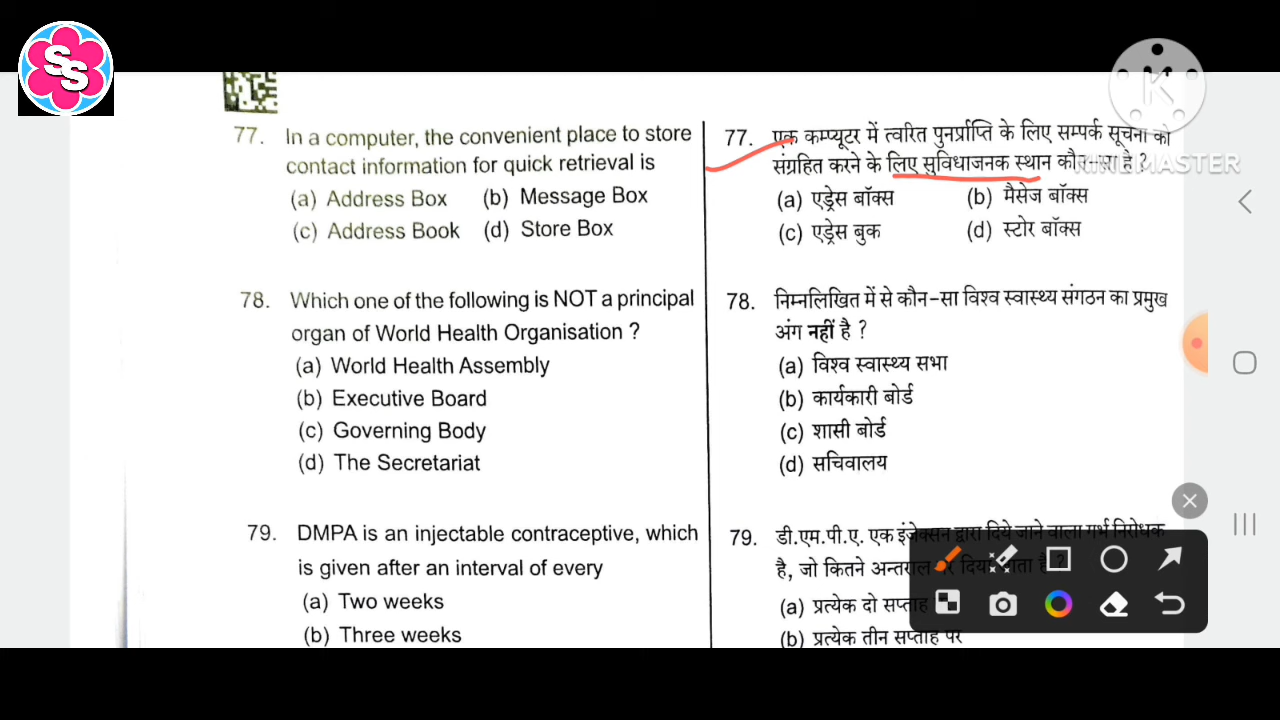 SS
77. In a computer, the convenient place to store
contact information for quick retrieval is
(a) Address Box (b) Message Box
(c) Address Book (d) Store Box
78. Which one of the following is NOT a principal
organ of World Health Organisation ?
(a) World Health Assembly
(b) Executive Board
(c) Governing Body
(d) The Secretariat
79. DMPA is an injectable contraceptive, which
is given after an interval of every
(a) Two weeks
(b) Three weeks
77. एक कम्प्यूटर में त्वरित पुनर्प्राप्ति के लिए सम्पर्क सूचना को
संग्रहित करने के लिए सुविधाजनक स्थान कौन-सा है ?
(a) एड्रेस बॉक्स (b) मैसेज बॉक्स
(c) एड्रेस बुक (d) स्टोर बॉक्स
78. निम्नलिखित में से कौन-सा विश्व स्वास्थ्य संगठन का प्रमुख
अंग नहीं है ?
(a) विश्व स्वास्थ्य सभा
(b) कार्यकारी बोर्ड
(c) शासी बोर्ड
(d) सचिवालय
79. डी.एम.पी.ए. एक इंजेक्सन द्वारा दिये जाने वाला गर्भ निरोधक
है, जो कितने अन्तराल पर दिया जाता है ?
(a) प्रत्येक दो सप्ताह
(b) प्रत्येक तीन सप्ताह पर
K
KINEMASTER